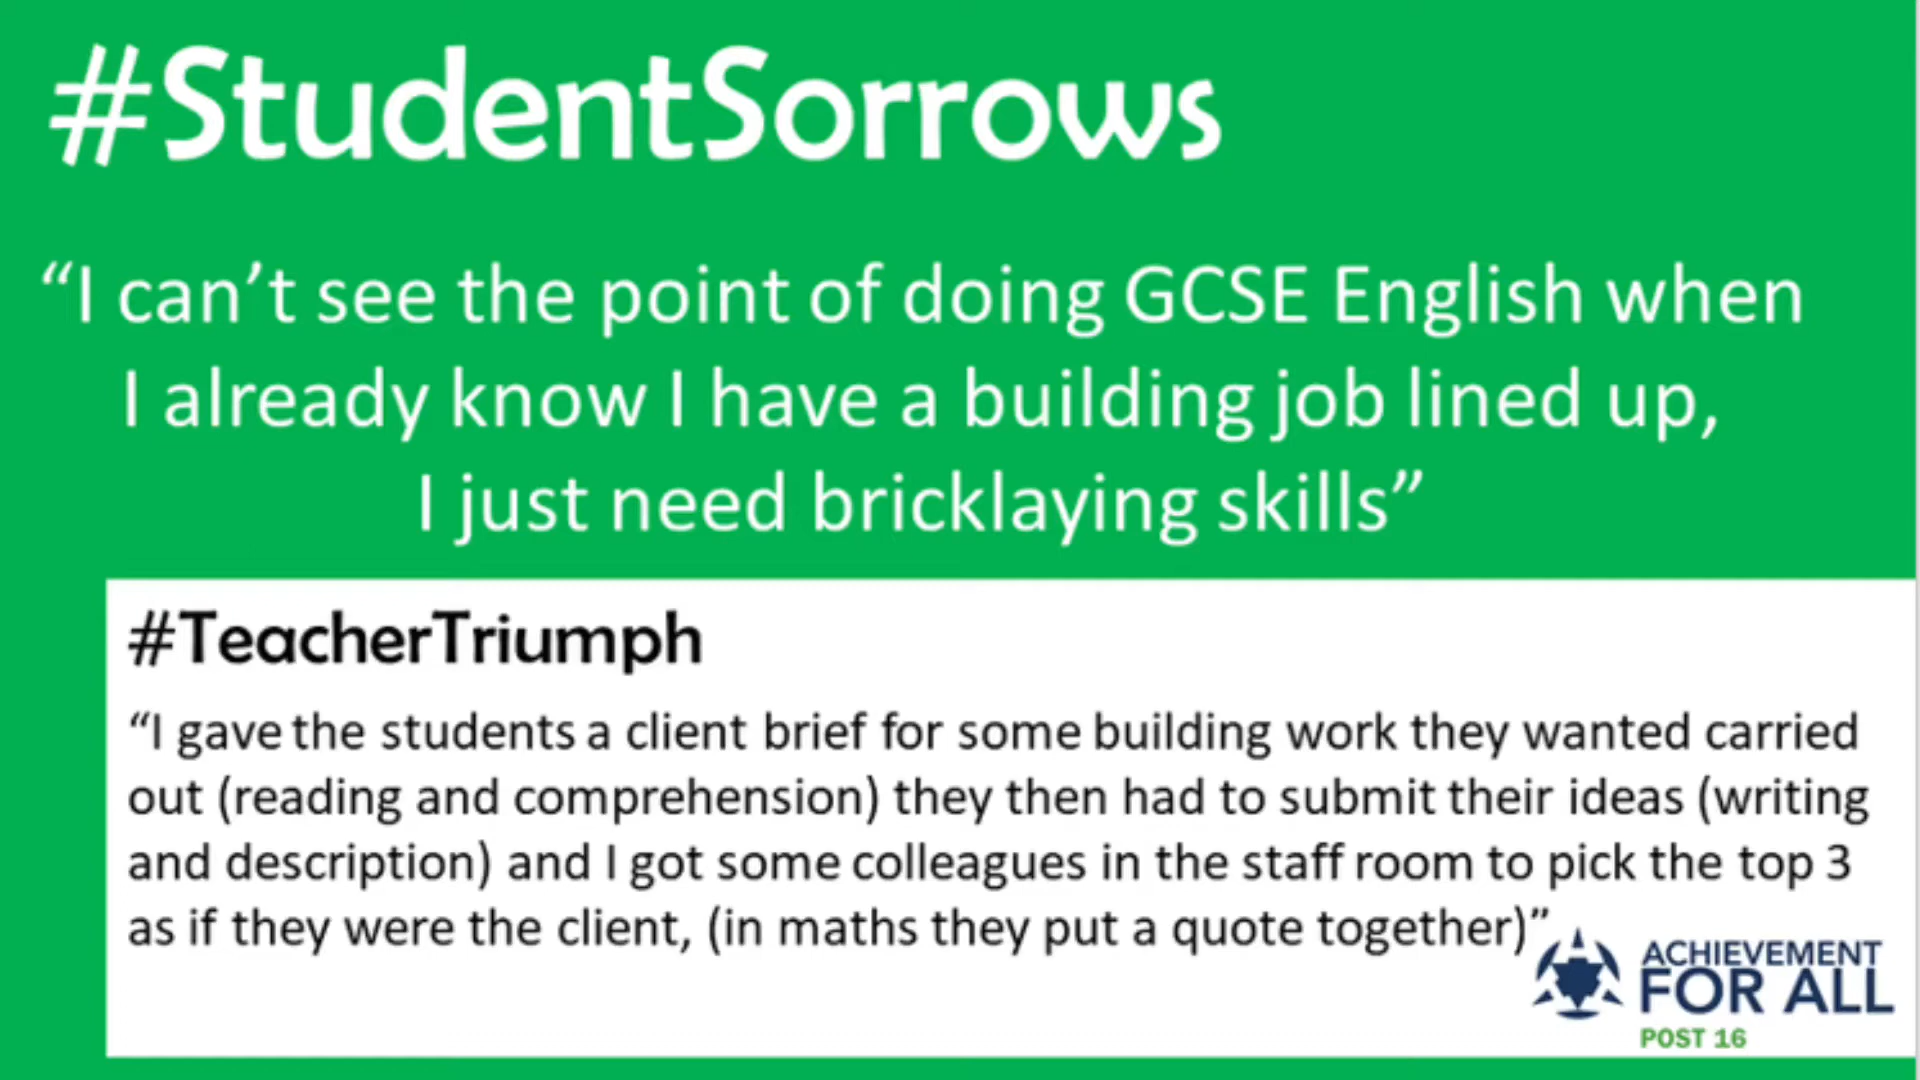 #StudentSorrows
“I can’t see the point of doing GCSE English when
I already know I have a building job lined up,
I just need bricklaying skills”
#TeacherTriumph
“I gave the students a client brief for some building work they wanted carried
out (reading and comprehension) they then had to submit their ideas (writing
and description) and I got some colleagues in the staff room to pick the top 3
as if they were the client, (in maths they put a quote together)”
ACHIEVEMENT
FOR ALL
POST 16